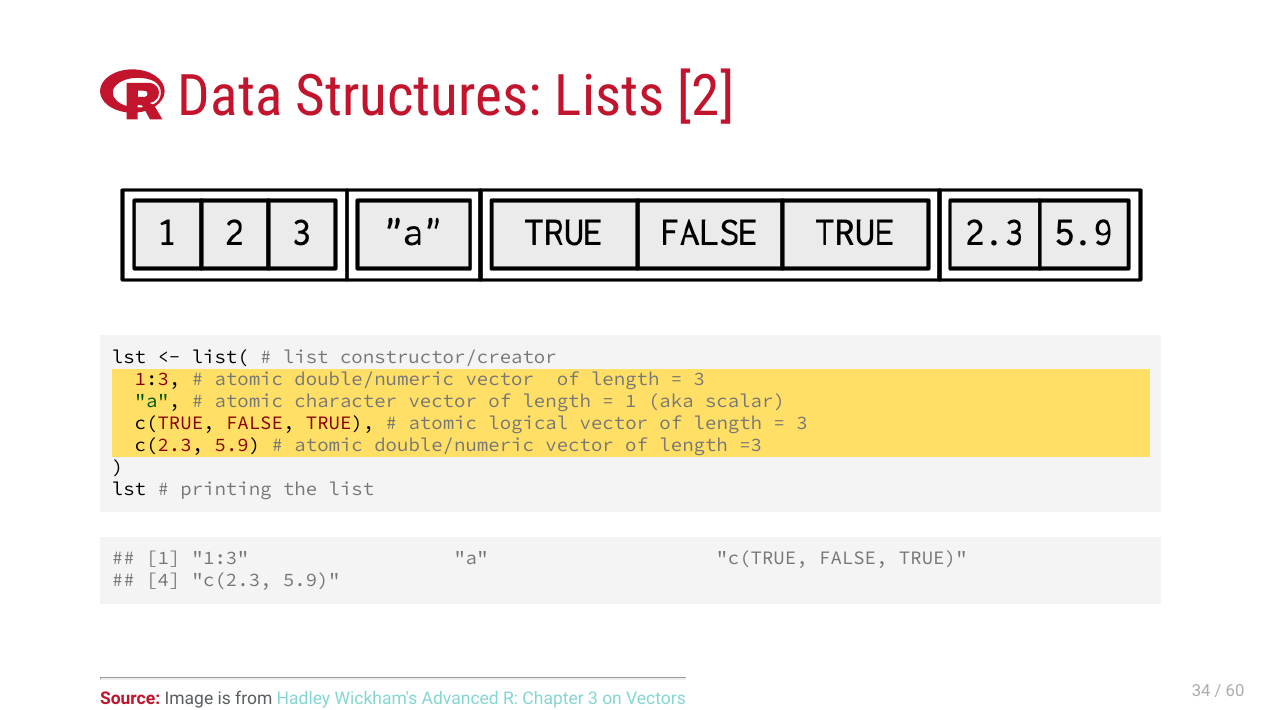 R Data Structures: Lists [2]
1 2 3 "a" TRUE FALSE TRUE 2.3 5.9
lst <- list( # list constructor/creator
  1:3, # atomic double/numeric vector  of length = 3
  "a", # atomic character vector of length = 1 (aka scalar)
  c(TRUE, FALSE, TRUE), # atomic logical vector of length = 3
  c(2.3, 5.9) # atomic double/numeric vector of length =3
)
lst # printing the list
## [1] "1:3"                  "a"                    "c(TRUE, FALSE, TRUE)"
## [4] "c(2.3, 5.9)"
Source: Image is from Hadley Wickham's Advanced R: Chapter 3 on Vectors
34 / 60